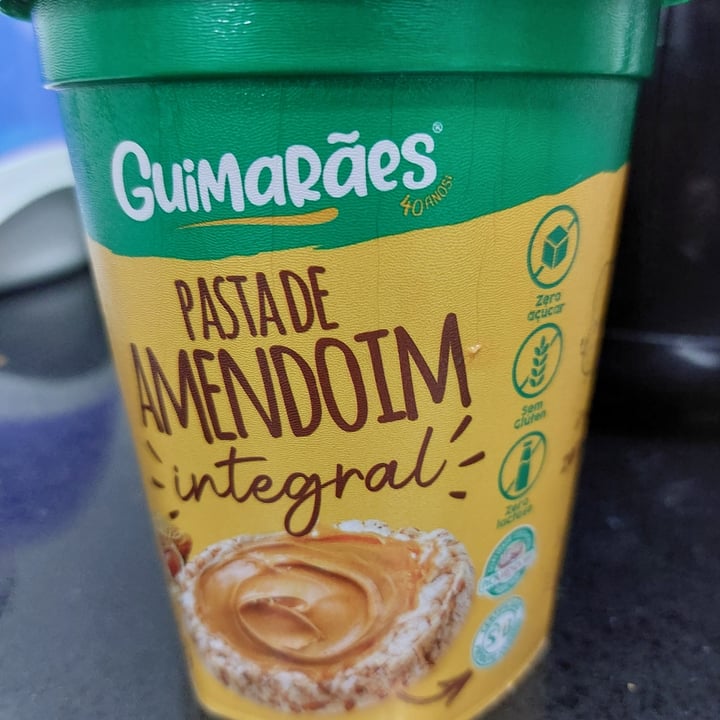 GUIMARÃES®
40 ANOS!
PASTA DE
AMENDOIM
integral
Zero
açúcar
Sem
Glúten
Zero
lactose